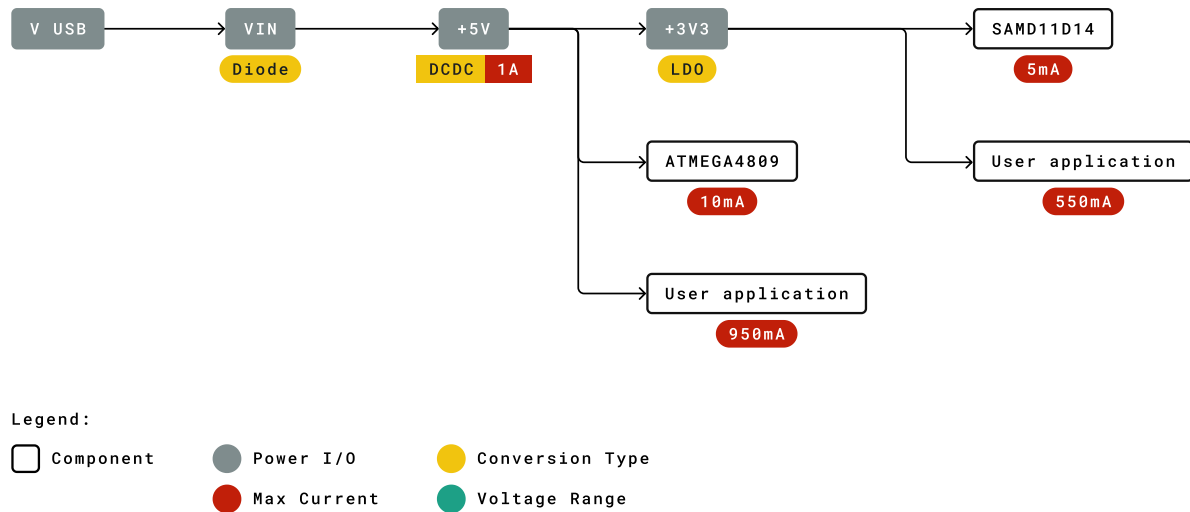 V USB
VIN
+5V
+3V3
SAMD11D14
Diode
DCDC 1A
LDO
5mA
ATMEGA4809
User application
10mA
550mA
User application
950mA
Legend:
Component
Power I/O
Conversion Type
Max Current
Voltage Range